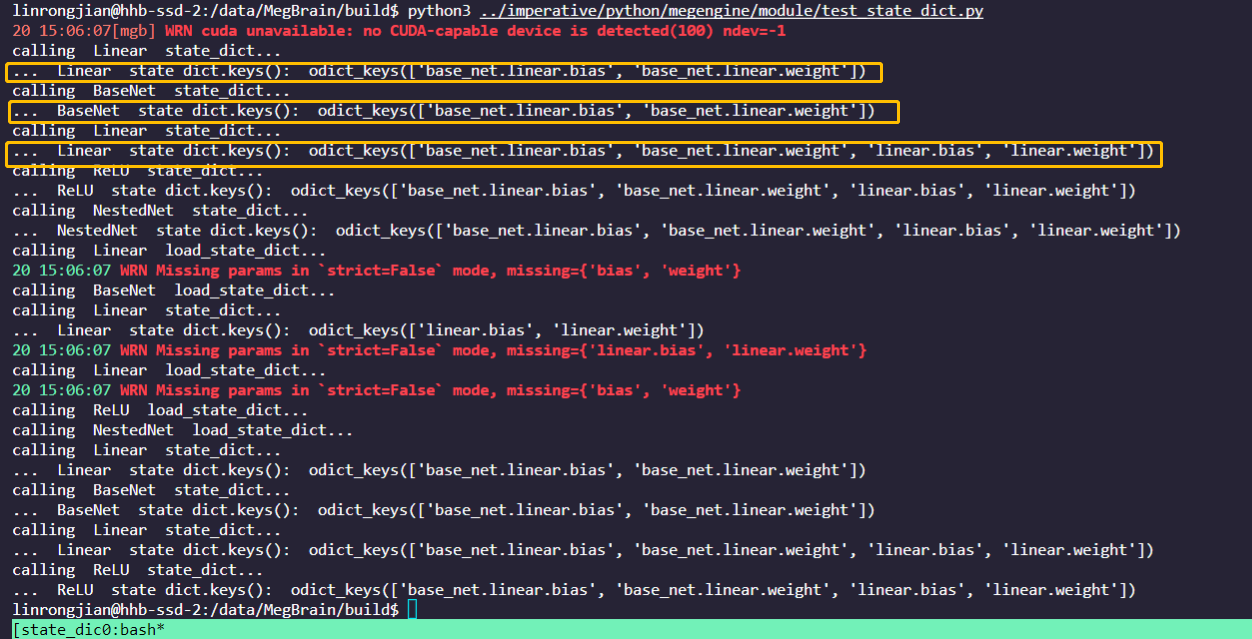 linrongjian@hhb-ssd-2:/data/MegBrain/build$ python3 ../imperative/python/megengine/module/test_state_dict.py
20 15:06:07[mgb] WRN cuda unavailable: no CUDA-capable device is detected(100) ndev=-1
calling  Linear  state_dict...
...  Linear  state dict.keys():  odict_keys(['base_net.linear.bias', 'base_net.linear.weight'])
calling  BaseNet  state_dict...
...  BaseNet  state dict.keys():  odict_keys(['base_net.linear.bias', 'base_net.linear.weight'])
calling  Linear  state_dict...
...  Linear  state dict.keys():  odict_keys(['base_net.linear.bias', 'base_net.linear.weight', 'linear.bias', 'linear.weight'])
calling  ReLU  state_dict...
...  ReLU  state dict.keys():  odict_keys(['base_net.linear.bias', 'base_net.linear.weight', 'linear.bias', 'linear.weight'])
calling  NestedNet  state_dict...
...  NestedNet  state dict.keys():  odict_keys(['base_net.linear.bias', 'base_net.linear.weight', 'linear.bias', 'linear.weight'])
calling  Linear  load_state_dict...
20 15:06:07 WRN Missing params in `strict=False` mode, missing={'bias', 'weight'}
calling  BaseNet  load_state_dict...
calling  Linear  state_dict...
...  Linear  state dict.keys():  odict_keys(['linear.bias', 'linear.weight'])
20 15:06:07 WRN Missing params in `strict=False` mode, missing={'linear.bias', 'linear.weight'}
calling  Linear  load_state_dict...
20 15:06:07 WRN Missing params in `strict=False` mode, missing={'bias', 'weight'}
calling  ReLU  load_state_dict...
calling  NestedNet  load_state_dict...
calling  Linear  state_dict...
...  Linear  state dict.keys():  odict_keys(['base_net.linear.bias', 'base_net.linear.weight'])
calling  BaseNet  state_dict...
...  BaseNet  state dict.keys():  odict_keys(['base_net.linear.bias', 'base_net.linear.weight'])
calling  Linear  state_dict...
...  Linear  state dict.keys():  odict_keys(['base_net.linear.bias', 'base_net.linear.weight', 'linear.bias', 'linear.weight'])
calling  ReLU  state_dict...
...  ReLU  state dict.keys():  odict_keys(['base_net.linear.bias', 'base_net.linear.weight', 'linear.bias', 'linear.weight'])
linrongjian@hhb-ssd-2:/data/MegBrain/build$
[state_dic0:bash*